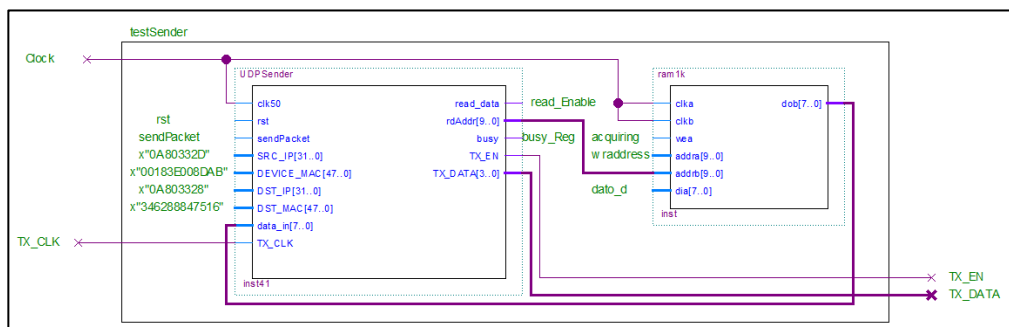 testSender
Clock
UDPSender
ram1k
clk50
read_data
read_Enable
clka
dob[7..0]
rst
rst
rdAddr[9..0]
clkb
sendPacket
sendPacket
busy
busy_Reg
acquiring
wea
SRC_IP[31..0]
x"0A80332D"
TX_EN
wraddress
addra[9..0]
x"00183E008DAB"
DEVICE_MAC[47..0]
TX_DATA[3..0]
addrb[9..0]
x"0A803328"
DST_IP[31..0]
dato_d
dia[7..0]
x"346288847516"
DST_MAC[47..0]
data_in[7..0]
inst
TX_CLK
TX_CLK
inst41
TX_EN
TX_DATA